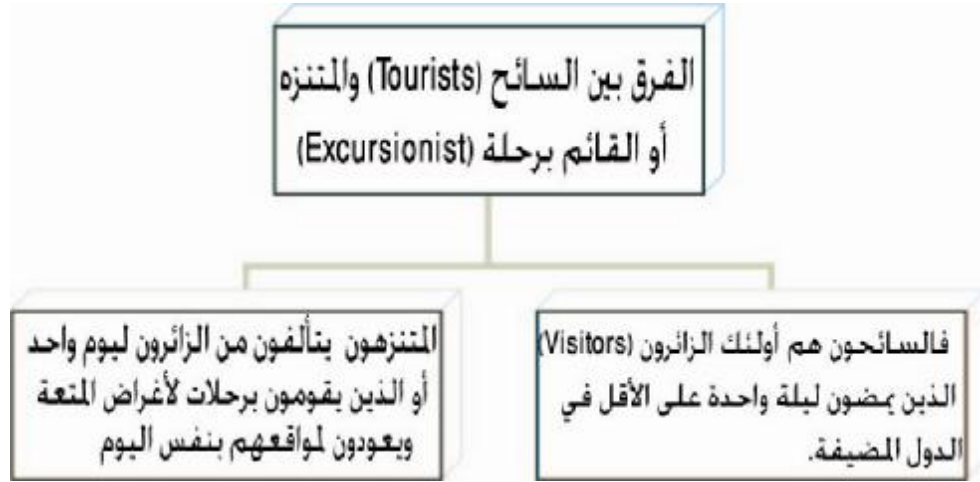 الفرق بين السائح (Tourists) والمتنزه
أو القائم برحلة (Excursionist)
فالسائحون هم أولئك الزائرون (Visitors)
الذين يمضون ليلة واحدة على الأقل في
الدول المضيفة.
المتنزهون يتألفون من الزائرون ليوم واحد
أو الذين يقومون برحلات لأغراض المتعة
ويعودون لمواقعهم بنفس اليوم